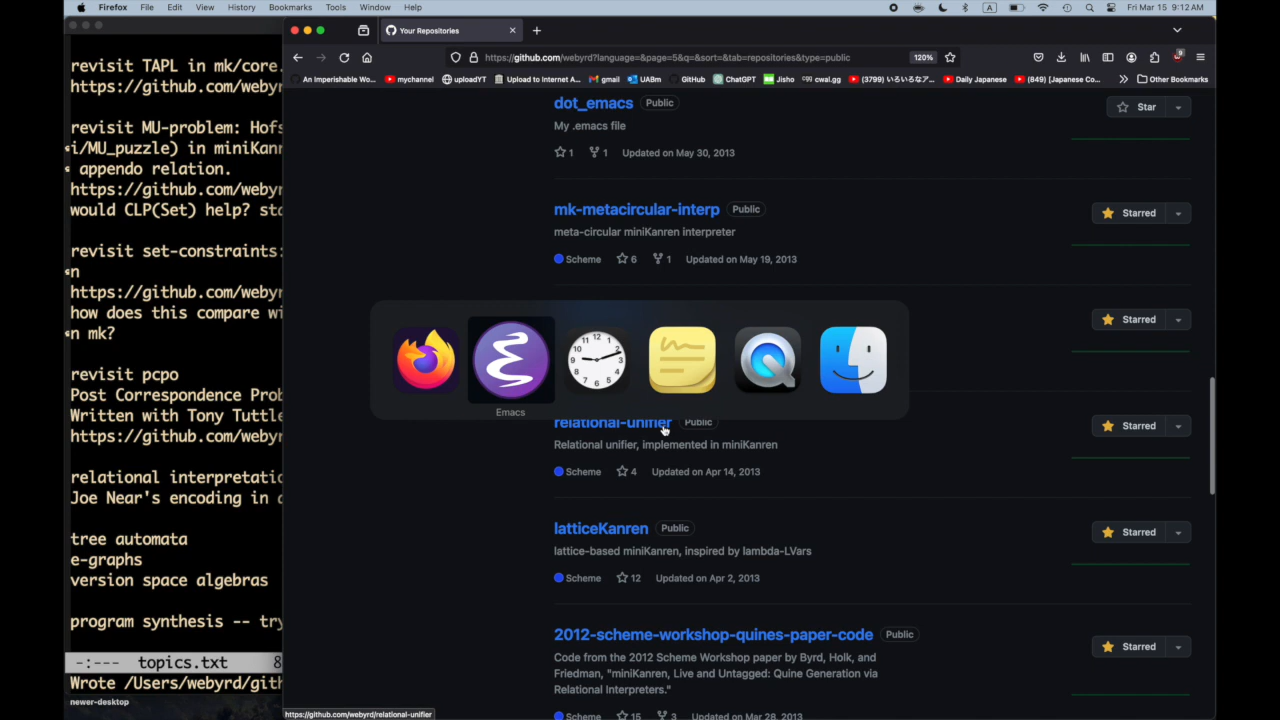 Firefox File Edit View History Bookmarks Tools Window Help
A Fri Mar 15 9:12 AM
Your Repositories
https://github.com/webyrd?language=&page=5&q=&sort=&tab=repositories&type=public
120%
An Imperishable Wo... mychannel uploadYT Upload to Internet A... gmail UABm GitHub ChatGPT Jisho cwal.gg (3799) いろいろなア... Daily Japanese (849) [Japanese Co... Other Bookmarks
revisit TAPL in mk/core.
https://github.com/webyr
revisit MU-problem: Hofs
i/MU_puzzle) in miniKanr
appendo relation.
https://github.com/webyr
would CLP(Set) help? sta
revisit set-constraints:
n
https://github.com/webyr
how does this compare wi
n mk?
revisit pcpo
Post Correspondence Prob
Written with Tony Tuttle
https://github.com/webyr
relational interpretatio
Joe Near's encoding in α
tree automata
e-graphs
version space algebras
program synthesis -- try
-:--- topics.txt 8
Wrote /Users/webyrd/gith
newer-desktop
dot_emacs Public
Star
My .emacs file
1 1 Updated on May 30, 2013
mk-metacircular-interp Public
Starred
meta-circular miniKanren interpreter
Scheme 6 1 Updated on May 19, 2013
Starred
Emacs
relational-unifier Public
Starred
Relational unifier, implemented in miniKanren
Scheme 4 Updated on Apr 14, 2013
latticeKanren Public
Starred
lattice-based miniKanren, inspired by lambda-LVars
Scheme 12 Updated on Apr 2, 2013
2012-scheme-workshop-quines-paper-code Public
Starred
Code from the 2012 Scheme Workshop paper by Byrd, Holk, and
Friedman, "miniKanren, Live and Untagged: Quine Generation via
Relational Interpreters."
Scheme 15 3 Updated on Mar 28, 2013
https://github.com/webyrd/relational-unifier